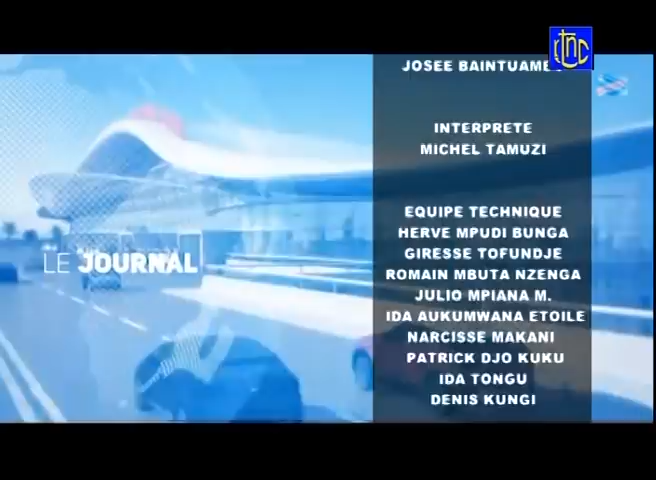 rtnc
JOSEE
INTERPRETE
MICHEL TAMUZI
EQUIPE TECHNIQUE
HERVE MPUDI BUNGA
GIRESSE TOFUNDJE
ROMAIN MBUTA NZENGA
JULIO MPIANA M.
IDA AUKUMWANA ETOILE
NARCISSE MAKANI
PATRICK DJO KUKU
IDA TONGU
DENIS KUNGI
LE JOURNAL